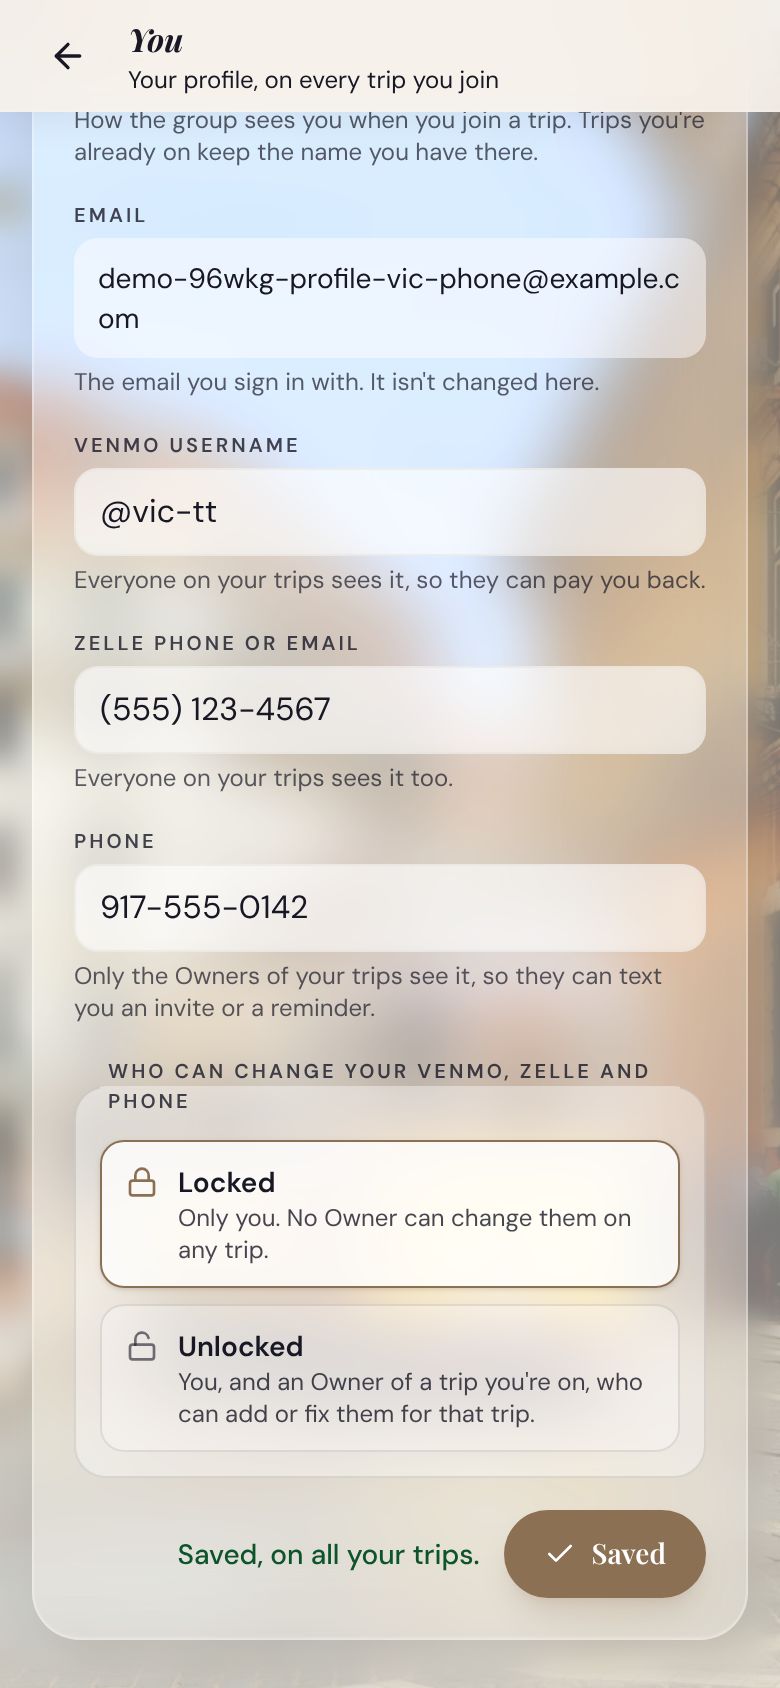 You
Your profile, on every trip you join
How the group sees you when you join a trip. Trips you're
already on keep the name you have there.
EMAIL
demo-96wkg-profile-vic-phone@example.c
om
The email you sign in with. It isn't changed here.
VENMO USERNAME
@vic-tt
Everyone on your trips sees it, so they can pay you back.
ZELLE PHONE OR EMAIL
(555) 123-4567
Everyone on your trips sees it too.
PHONE
917-555-0142
Only the Owners of your trips see it, so they can text
you an invite or a reminder.
WHO CAN CHANGE YOUR VENMO, ZELLE AND
PHONE
Locked
Only you. No Owner can change them on
any trip.
Unlocked
You, and an Owner of a trip you're on, who
can add or fix them for that trip.
Saved, on all your trips.
Saved